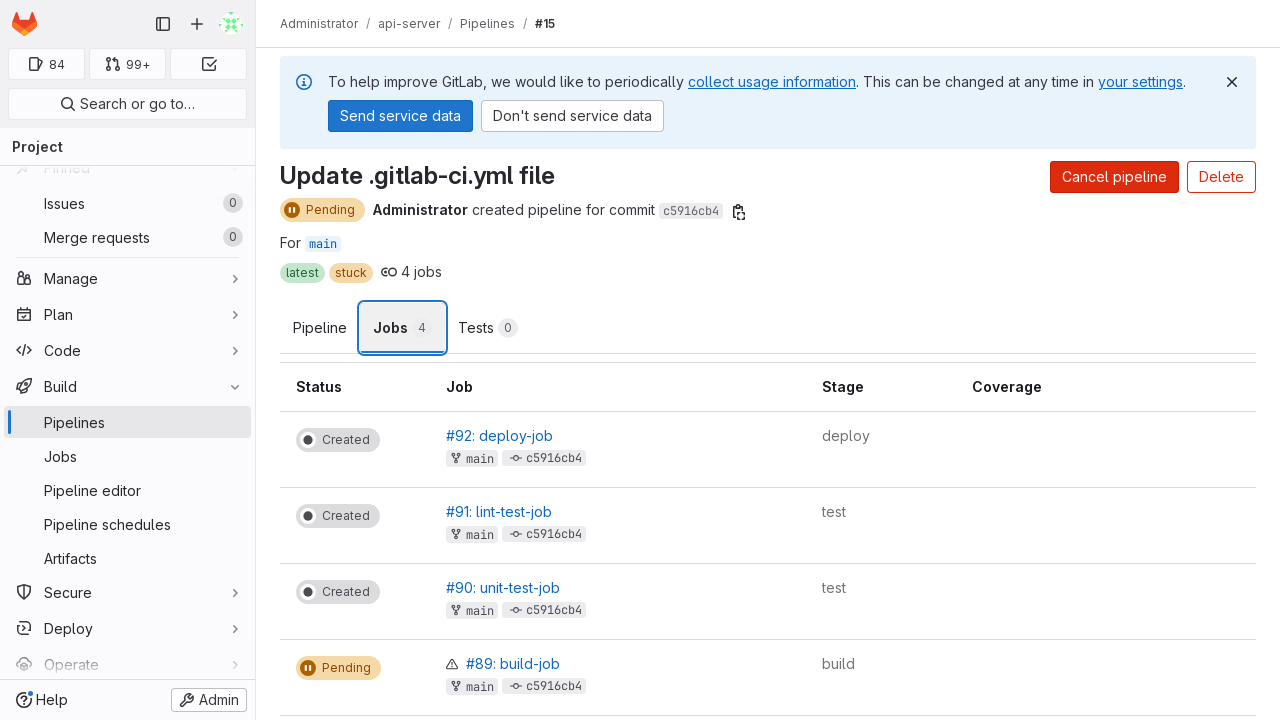 Administrator / api-server / Pipelines / #15
84
99+
Search or go to…
Project
Pinned
Issues 0
Merge requests 0
Manage
Plan
Code
Build
Pipelines
Jobs
Pipeline editor
Pipeline schedules
Artifacts
Secure
Deploy
Operate
Help
Admin
To help improve GitLab, we would like to periodically collect usage information. This can be changed at any time in your settings.
Send service data
Don't send service data
Update .gitlab-ci.yml file
Cancel pipeline
Delete
Pending Administrator created pipeline for commit c5916cb4
For main
latest stuck 4 jobs
Pipeline Jobs 4 Tests 0
Status Job Stage Coverage
Created #92: deploy-job deploy
main c5916cb4
Created #91: lint-test-job test
main c5916cb4
Created #90: unit-test-job test
main c5916cb4
Pending #89: build-job build
main c5916cb4